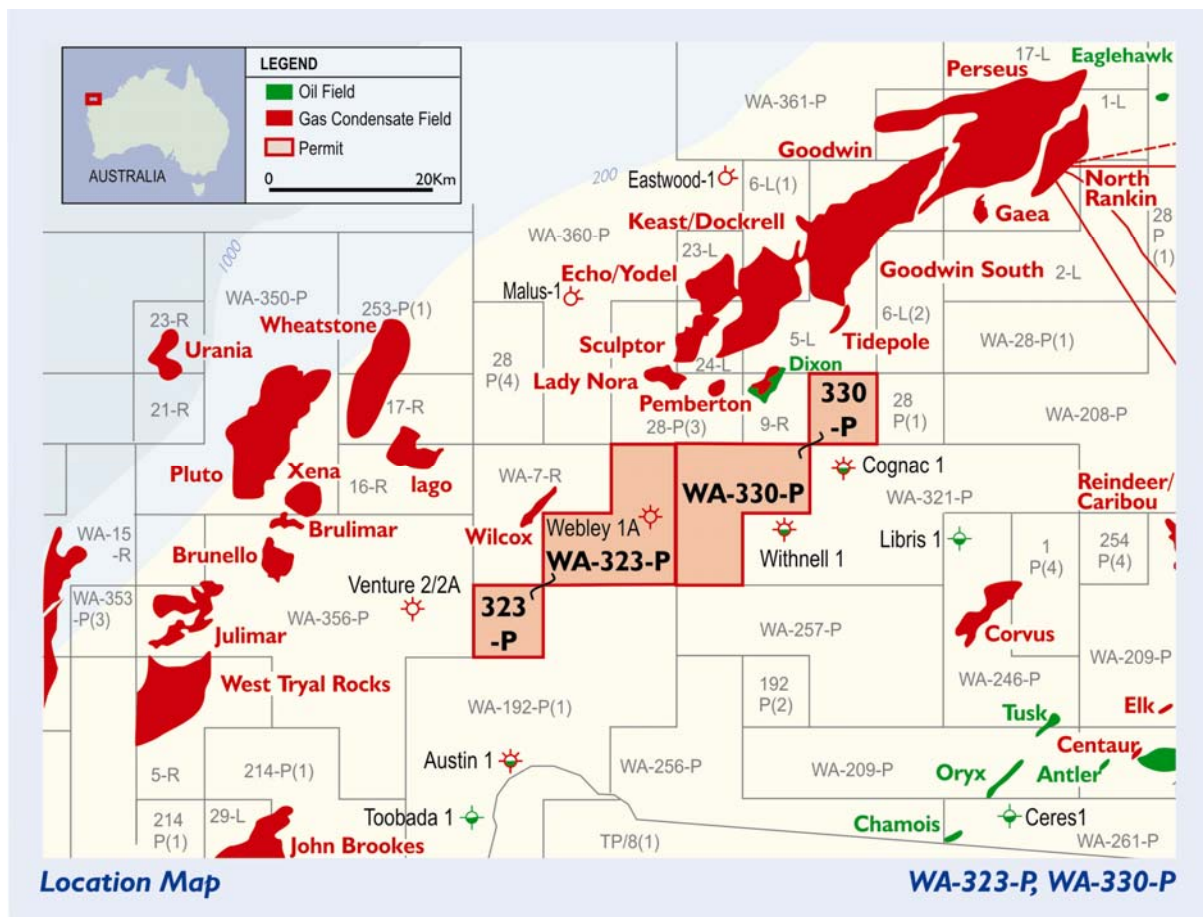 LEGEND
Oil Field
Gas Condensate Field
Permit
0 20Km
AUSTRALIA
17-L
Eaglehawk
Perseus
WA-361-P
1-L
Goodwin
200
Eastwood-1
6-L(1)
North
Rankin
Gaea
28
P
(1)
Keast/Dockrell
WA-360-P
23-L
1000
Echo/Yodel
Goodwin South
2-L
WA-350-P
Malus-1
253-P(1)
23-R
Wheatstone
6-L(2)
Urania
Sculptor
5-L
Tidepole
WA-28-P(1)
28
P(4)
24-L
Dixon
Lady Nora
21-R
17-R
Pemberton
330
-P
28
P(1)
WA-208-P
28-P(3)
9-R
Pluto
Xena
Iago
WA-7-R
Cognac 1
16-R
WA-330-P
WA-321-P
Reindeer/
Caribou
Brulimar
Wilcox
Webley 1A
WA-15
-R
Brunello
WA-323-P
Withnell 1
Libris 1
1
P(4)
254
P(4)
Venture 2/2A
WA-353
-P(3)
323
-P
Julimar
WA-356-P
WA-257-P
Corvus
WA-209-P
West Tryal Rocks
WA-246-P
192
P(2)
WA-192-P(1)
Tusk
Elk
Austin 1
Centaur
5-R
214-P(1)
WA-256-P
WA-209-P
Oryx
Antler
Toobada 1
214
P(1)
29-L
Ceres1
Chamois
John Brookes
TP/8(1)
WA-261-P
Location Map
WA-323-P, WA-330-P